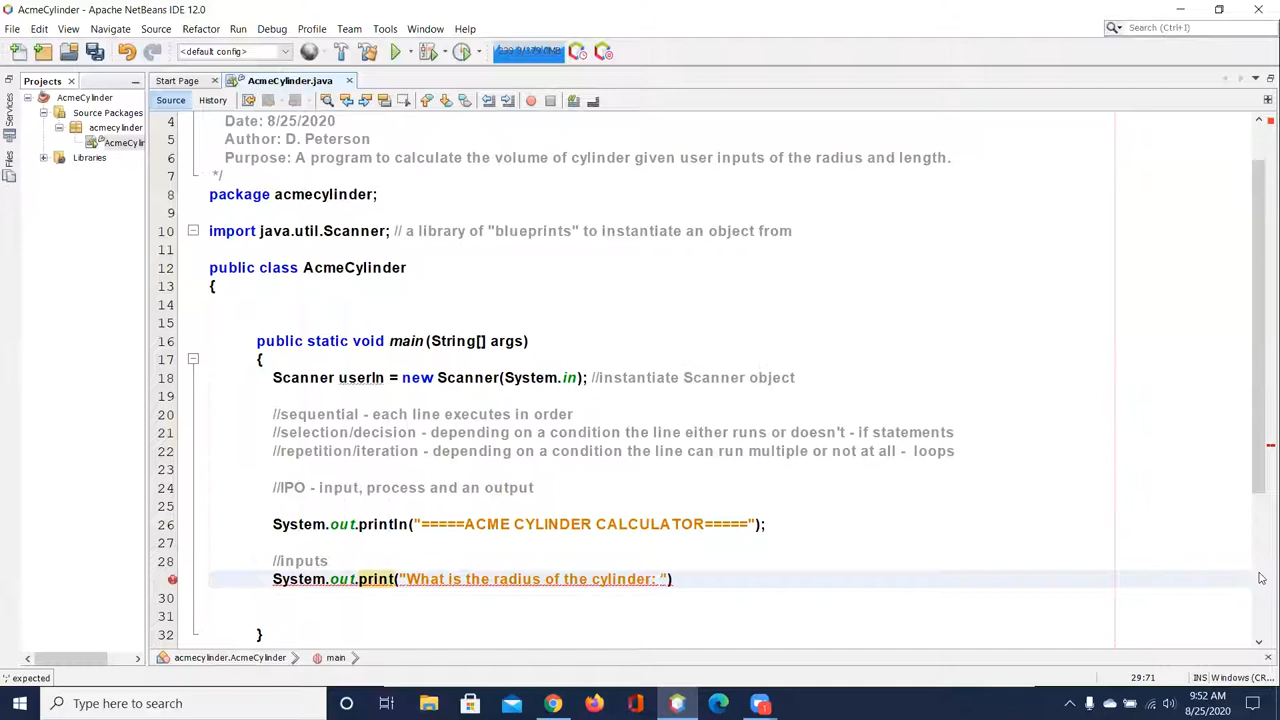 AcmeCylinder - Apache NetBeans IDE 12.0
File Edit View Navigate Source Refactor Run Debug Profile Team Tools Window Help
Search (Ctrl+I)
<default config>
Projects
Start Page
AcmeCylinder.java
Services
Files
AcmeCylinder
Source Packages
acmecylinder
AcmeCylin
Libraries
Source History
4 Date: 8/25/2020
5 Author: D. Peterson
6 Purpose: A program to calculate the volume of cylinder given user inputs of the radius and length.
7 */
8 package acmecylinder;
9
10 import java.util.Scanner; // a library of "blueprints" to instantiate an object from
11
12 public class AcmeCylinder
13 {
14
15
16 public static void main(String[] args)
17 {
18 Scanner userIn = new Scanner(System.in); //instantiate Scanner object
19
20 //sequential - each line executes in order
21 //selection/decision - depending on a condition the line either runs or doesn't - if statements
22 //repetition/iteration - depending on a condition the line can run multiple or not at all - loops
23
24 //IPO - input, process and an output
25
26 System.out.println("=====ACME CYLINDER CALCULATOR=====");
27
28 //inputs
System.out.print("What is the radius of the cylinder: ")
30
31
32 }
acmecylinder.AcmeCylinder
main
';' expected
29:71
INS Windows (CR...
Type here to search
9:52 AM
8/25/2020